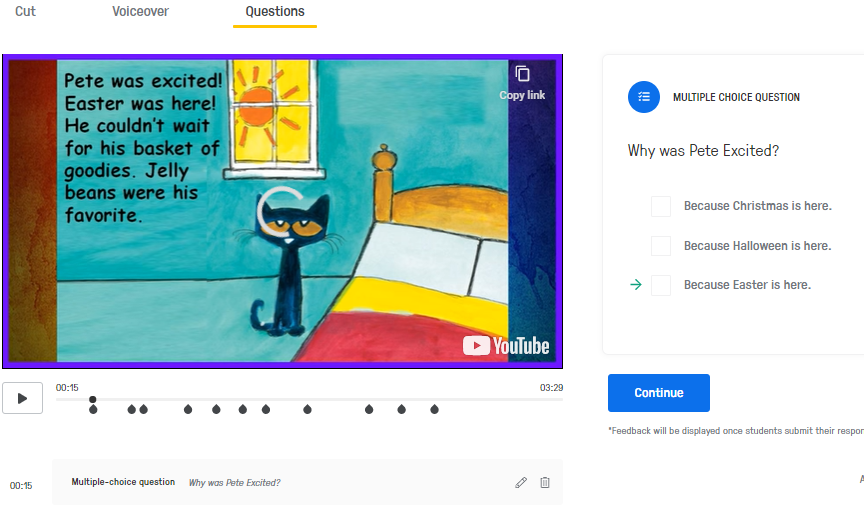 Cut Voiceover Questions
Pete was excited!
Easter was here!
He couldn't wait
for his basket of
goodies. Jelly
beans were his
favorite.
Copy link
YouTube
00:15 03:29
MULTIPLE CHOICE QUESTION
Why was Pete Excited?
Because Christmas is here.
Because Halloween is here.
Because Easter is here.
Continue
*Feedback will be displayed once students submit their respor
00:15 Multiple-choice question Why was Pete Excited?